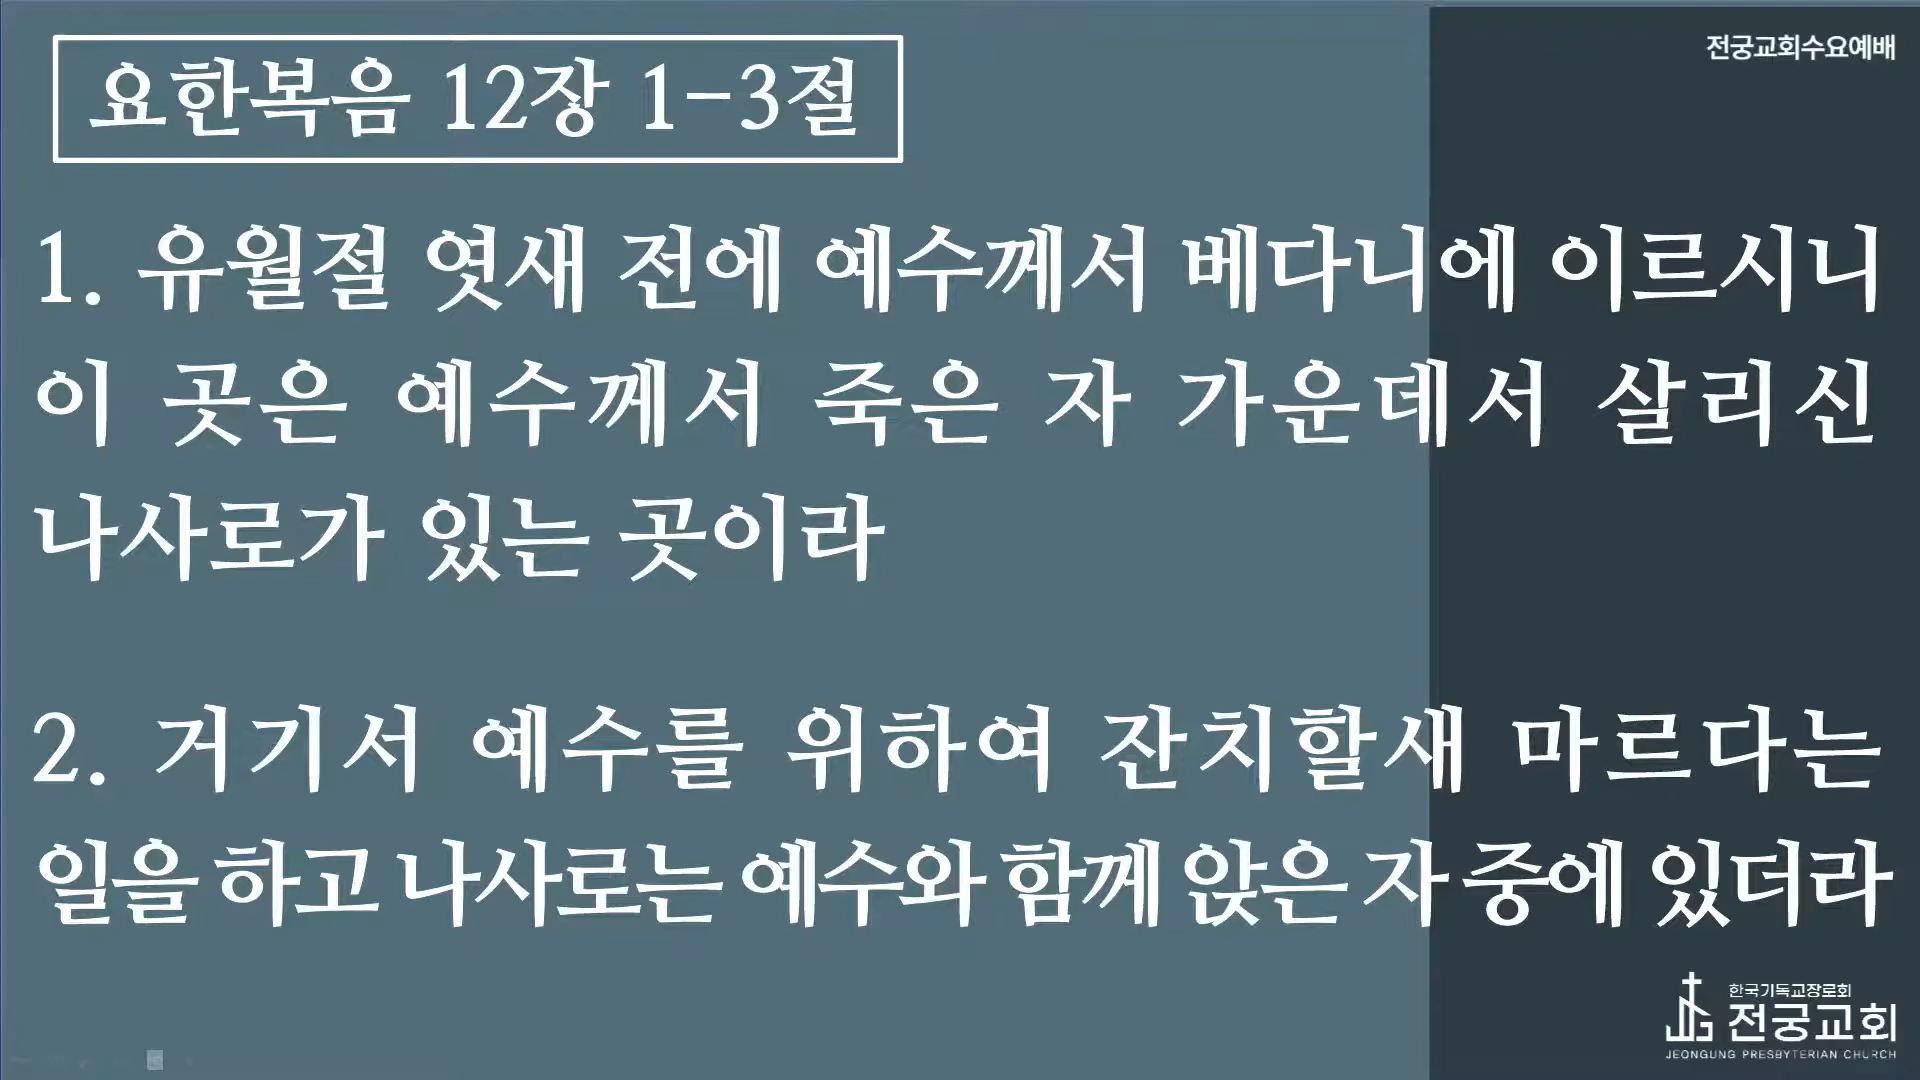 요한복음 12장 1-3절
전궁교회수요예배
1. 유월절 엿새 전에 예수께서 베다니에 이르시니
이 곳은 예수께서 죽은 자 가운데서 살리신
나사로가 있는 곳이라
2. 거기서 예수를 위하여 잔치할새 마르다는
일을 하고 나사로는 예수와 함께 앉은 자 중에 있더라
한국기독교장로회
전궁교회
JEONGUNG PRESBYTERIAN CHURCH